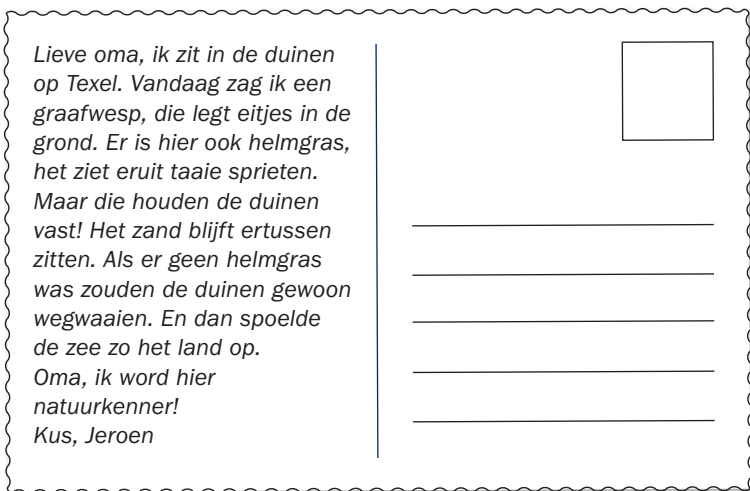 Lieve oma, ik zit in de duinen
op Texel. Vandaag zag ik een
graafwesp, die legt eitjes in de
grond. Er is hier ook helmgras,
het ziet eruit taaie sprieten.
Maar die houden de duinen
vast! Het zand blijft ertussen
zitten. Als er geen helmgras
was zouden de duinen gewoon
wegwaaien. En dan spoelde
de zee zo het land op.
Oma, ik word hier
natuurkenner!
Kus, Jeroen